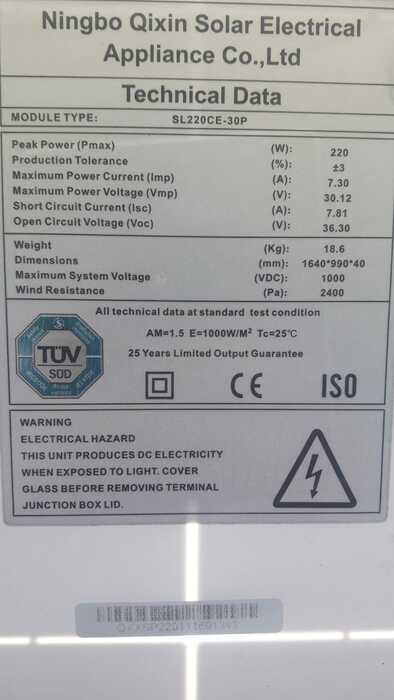 Ningbo Qixin Solar Electrical
Appliance Co.,Ltd
Technical Data
MODULE TYPE: SL220CE-30P
Peak Power (Pmax) (W): 220
Production Tolerance (%): ±3
Maximum Power Current (Imp) (A): 7.30
Maximum Power Voltage (Vmp) (V): 30.12
Short Circuit Current (Isc) (A): 7.81
Open Circuit Voltage (Voc) (V): 36.30
Weight (Kg): 18.6
Dimensions (mm): 1640*990*40
Maximum System Voltage (VDC): 1000
Wind Resistance (Pa): 2400
All technical data at standard test condition
AM=1.5 E=1000W/M² Tc=25℃
25 Years Limited Output Guarantee
TÜV
SÜD
CE ISO
WARNING
ELECTRICAL HAZARD
THIS UNIT PRODUCES DC ELECTRICITY
WHEN EXPOSED TO LIGHT. COVER
GLASS BEFORE REMOVING TERMINAL
JUNCTION BOX LID.